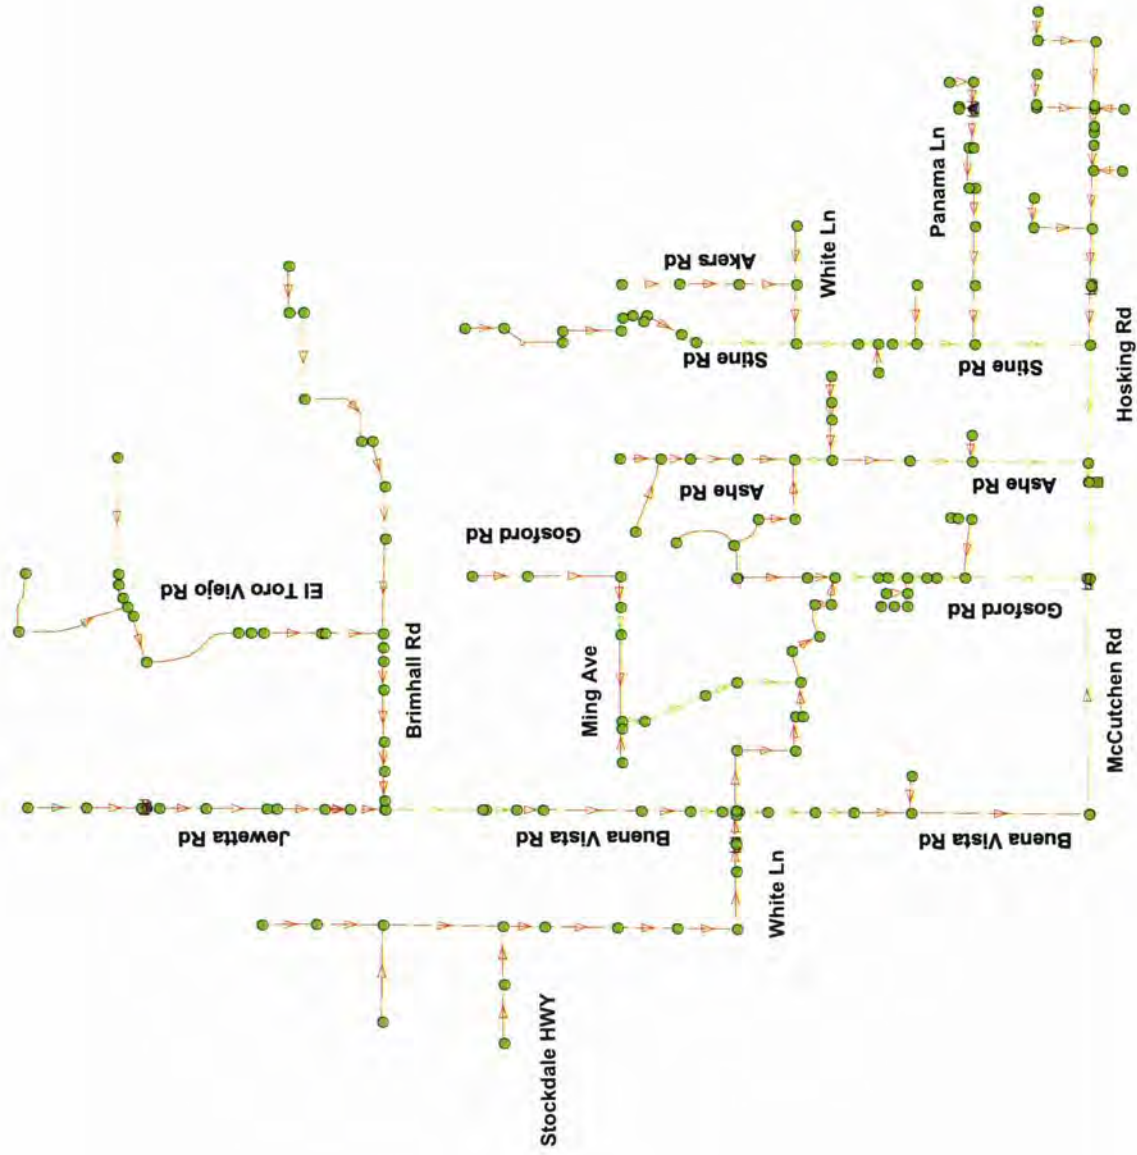 El Toro Viejo Rd
Akers Rd
Panama Ln
White Ln
Stine Rd
Stine Rd
Hosking Rd
Gosford Rd
Ashe Rd
Ashe Rd
Brimhall Rd
Ming Ave
Gosford Rd
McCutchen Rd
Jewetta Rd
Buena Vista Rd
Buena Vista Rd
White Ln
Stockdale HWY